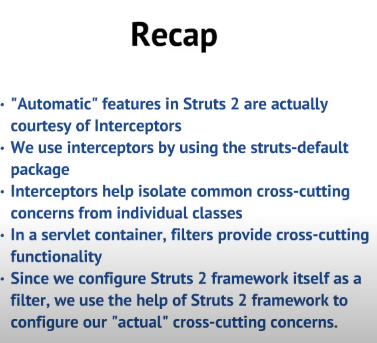 Recap
• "Automatic" features in Struts 2 are actually
courtesy of Interceptors
• We use interceptors by using the struts-default
package
• Interceptors help isolate common cross-cutting
concerns from individual classes
• In a servlet container, filters provide cross-cutting
functionality
• Since we configure Struts 2 framework itself as a
filter, we use the help of Struts 2 framework to
configure our "actual" cross-cutting concerns.